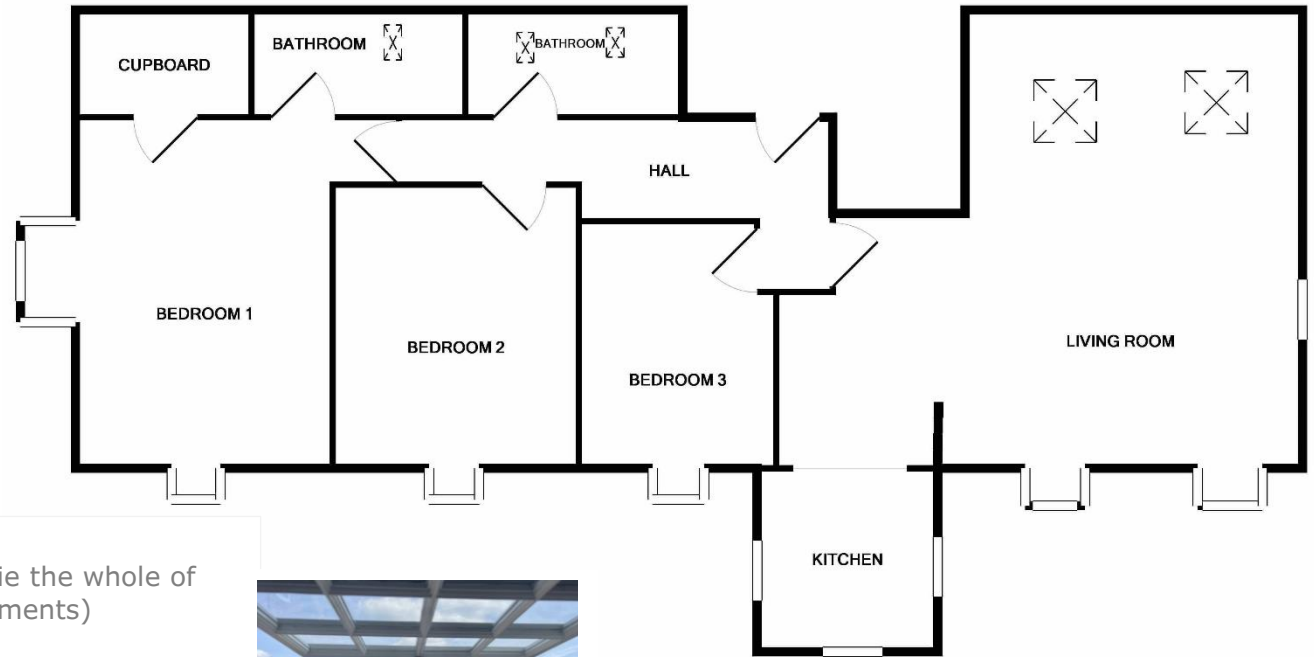 CUPBOARD
BATHROOM
BATHROOM
HALL
BEDROOM 1
BEDROOM 2
BEDROOM 3
LIVING ROOM
KITCHEN
ie the whole of
ments)